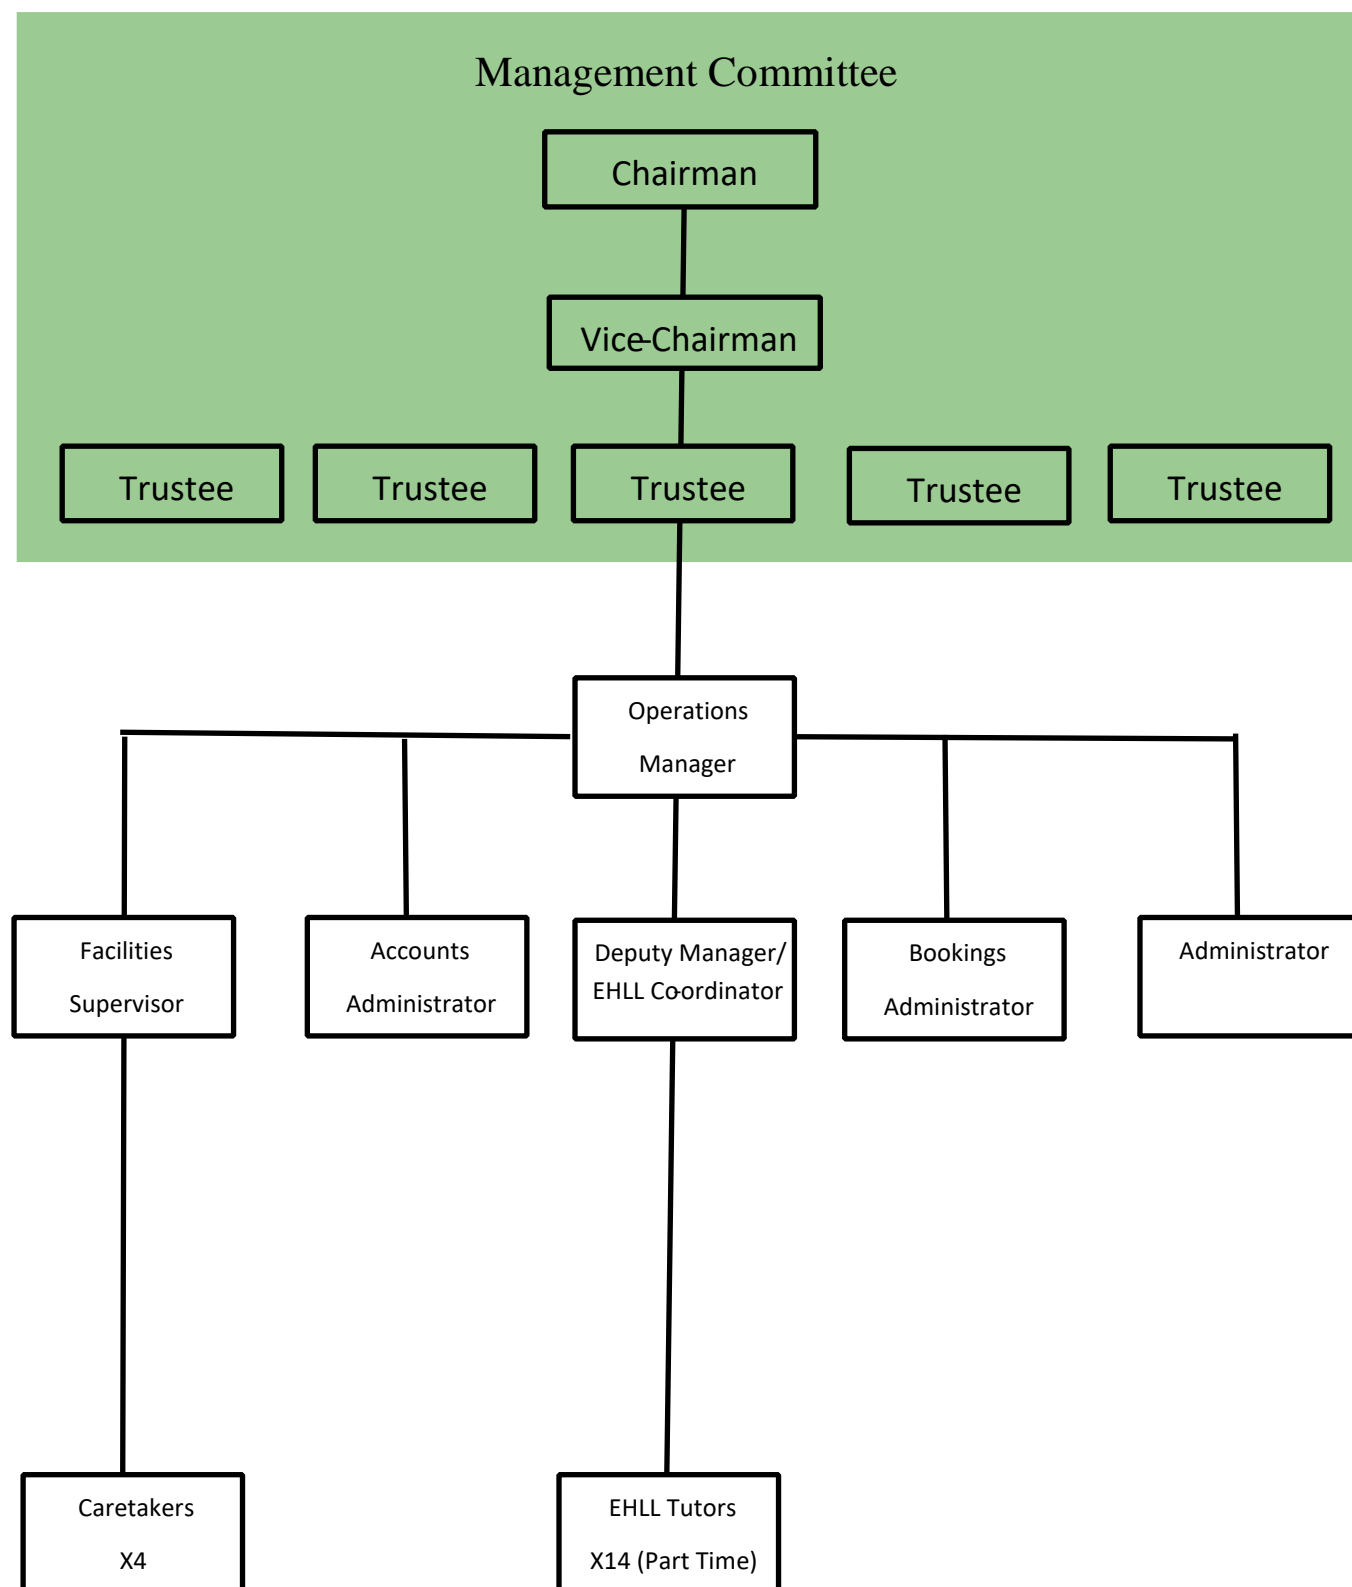 Management Committee
Chairman
Vice-Chairman
Trustee
Trustee
Trustee
Trustee
Trustee
Operations
Manager
Facilities
Supervisor
Accounts
Administrator
Deputy Manager/
EHLL Co-ordinator
Bookings
Administrator
Administrator
Caretakers
X4
EHLL Tutors
X14 (Part Time)